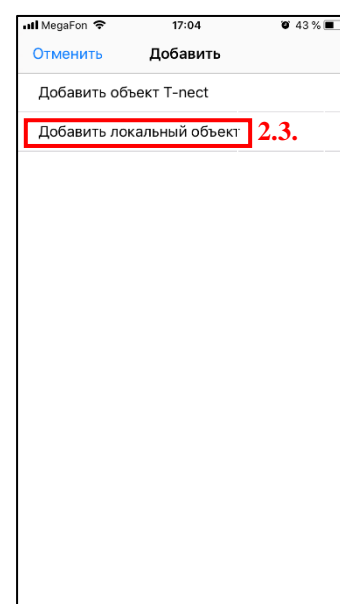 MegaFon 17:04 43 %
Отменить Добавить
Добавить объект T-nect
Добавить локальный объект 2.3.